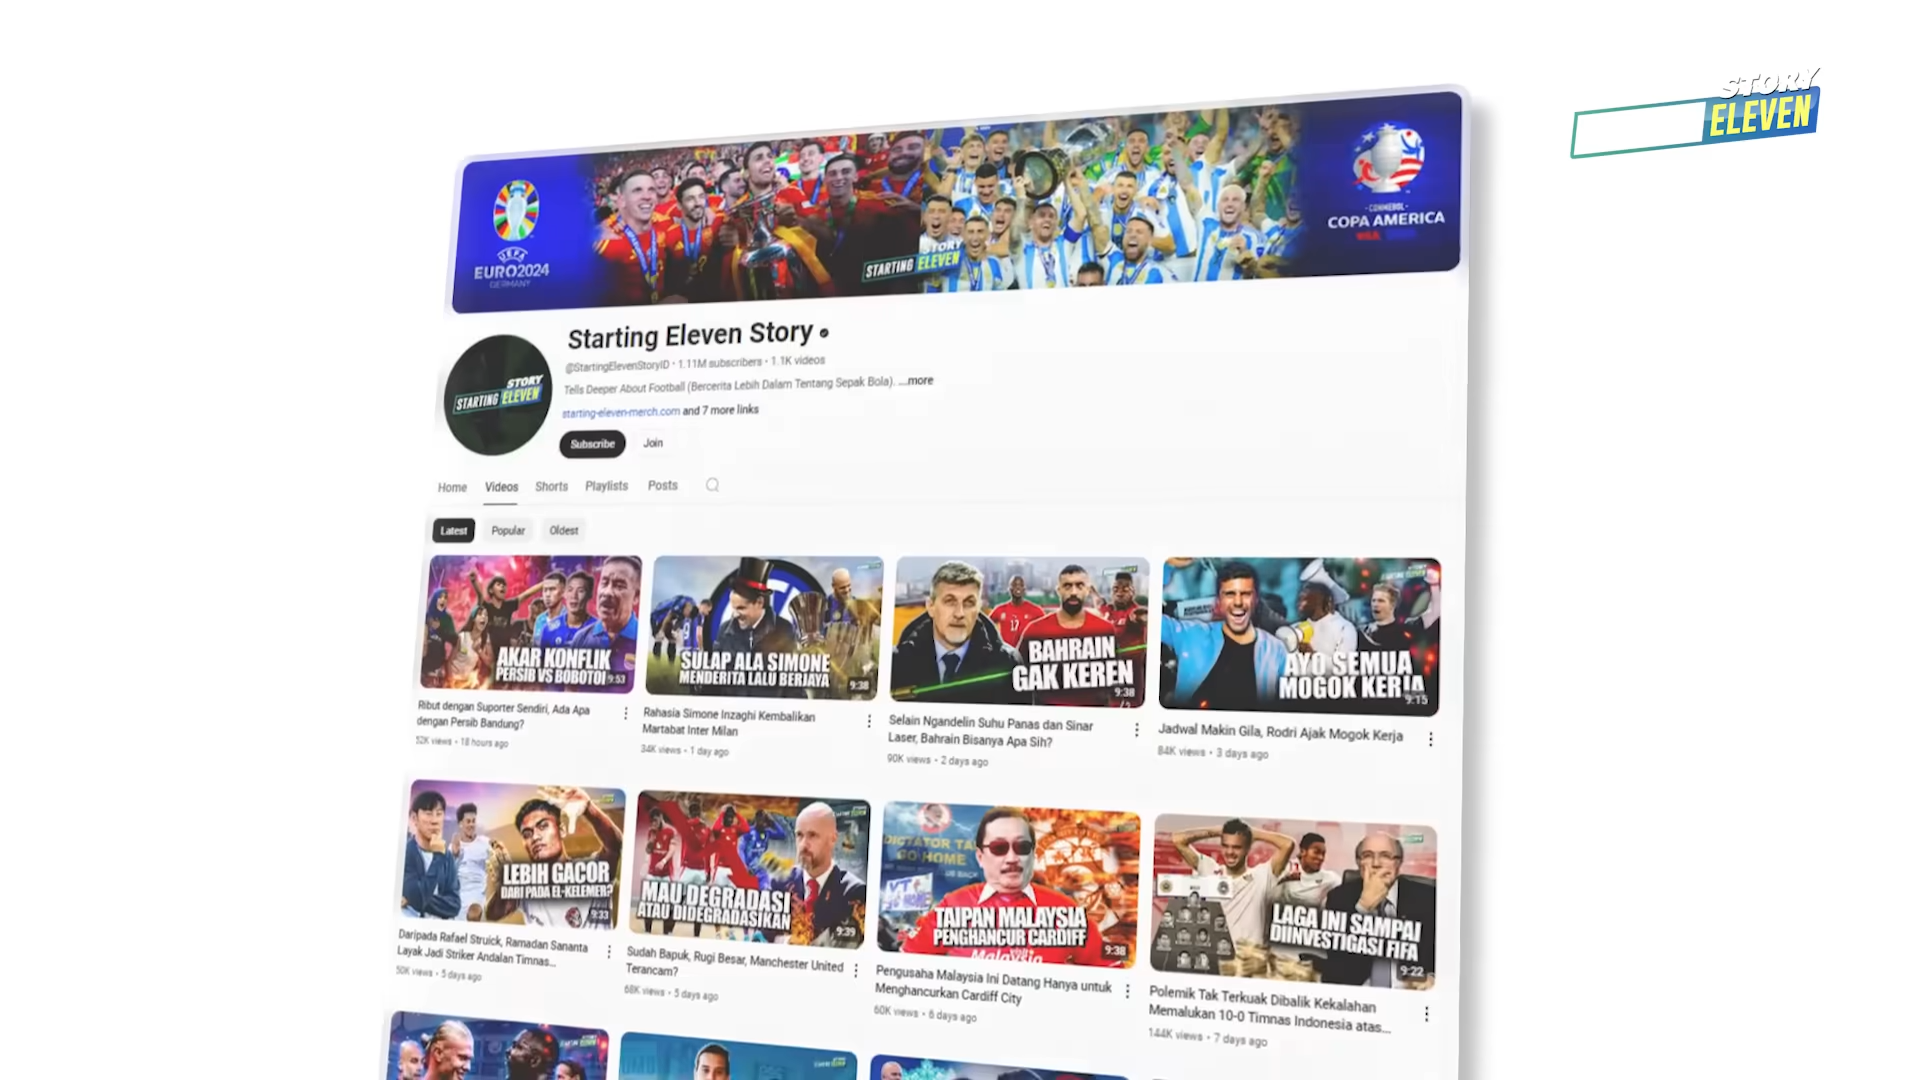 STORY
ELEVEN
UEFA
EURO2024
GERMANY
STORY
STARTING ELEVEN
CONMEBOL
COPA AMERICA
USA
Starting Eleven Story
@StartingElevenStoryID • 1.11M subscribers • 1.1K videos
Tells Deeper About Football (Bercerita Lebih Dalam Tentang Sepak Bola). ...more
starting-eleven-merch.com and 7 more links
STORY
STARTING ELEVEN
Subscribe
Join
Home
Videos
Shorts
Playlists
Posts
Latest
Popular
Oldest
AKAR KONFLIK
PERSIB VS BOBOTOH
9:53
Ribut dengan Suporter Sendiri, Ada Apa
dengan Persib Bandung?
52K views • 18 hours ago
SULAP ALA SIMONE
MENDERITA LALU BERJAYA
9:38
Rahasia Simone Inzaghi Kembalikan
Martabat Inter Milan
34K views • 1 day ago
17
BAHRAIN
GAK KEREN
9:38
Selain Ngandelin Suhu Panas dan Sinar
Laser, Bahrain Bisanya Apa Sih?
90K views • 2 days ago
AYO SEMUA
MOGOK KERJA
9:15
Jadwal Makin Gila, Rodri Ajak Mogok Kerja
84K views • 3 days ago
LEBIH GACOR
DARI PADA EL-KELEMER?
9:33
Daripada Rafael Struick, Ramadan Sananta
Layak Jadi Striker Andalan Timnas...
50K views • 5 days ago
MAU DEGRADASI
ATAU DIDEGRADASIKAN
9:39
Sudah Bapuk, Rugi Besar, Manchester United
Terancam?
68K views • 5 days ago
GO HOME
TAIPAN MALAYSIA
PENGHANCUR CARDIFF
Malaysia
9:38
Pengusaha Malaysia Ini Datang Hanya untuk
Menghancurkan Cardiff City
60K views • 6 days ago
LAGA INI SAMPAI
DIINVESTIGASI FIFA
9:22
Polemik Tak Terkuak Dibalik Kekalahan
Memalukan 10-0 Timnas Indonesia atas...
144K views • 7 days ago